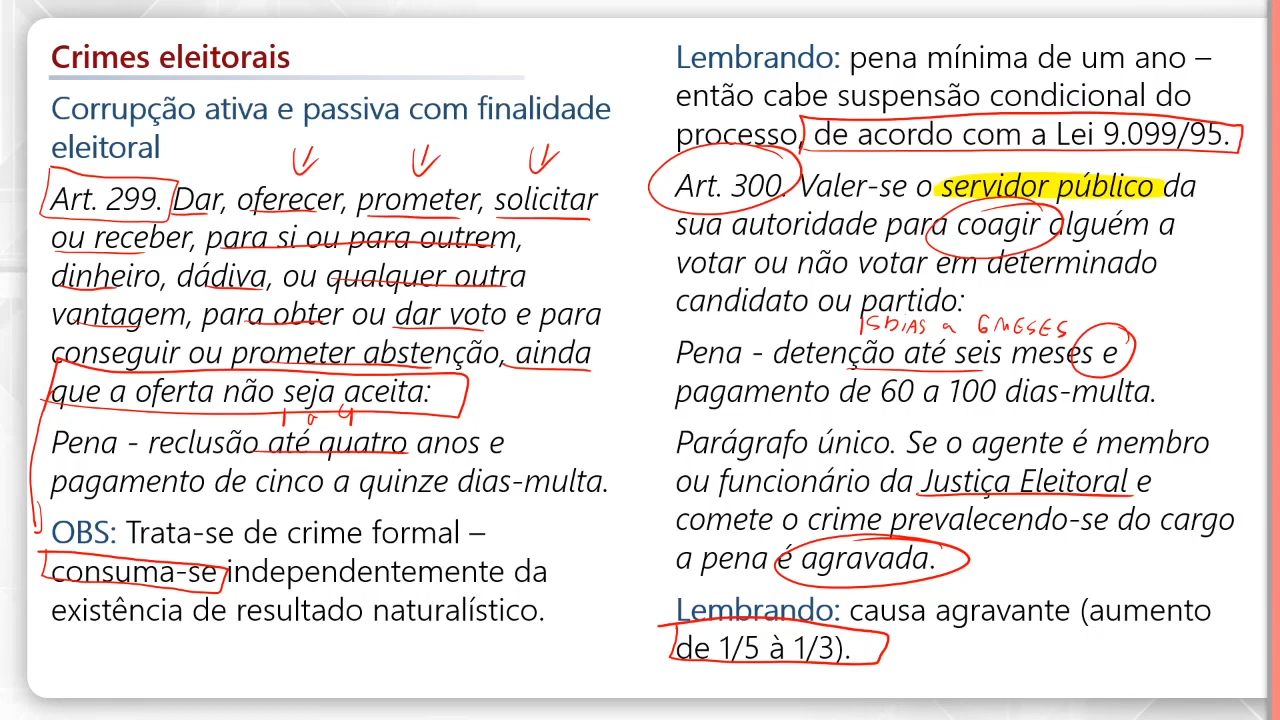 Crimes eleitorais
Corrupção ativa e passiva com finalidade
eleitoral
Art. 299. Dar, oferecer, prometer, solicitar
ou receber, para si ou para outrem,
dinheiro, dádiva, ou qualquer outra
vantagem, para obter ou dar voto e para
conseguir ou prometer abstenção, ainda
que a oferta não seja aceita:
1 a 4
Pena - reclusão até quatro anos e
pagamento de cinco a quinze dias-multa.
OBS: Trata-se de crime formal –
consuma-se independentemente da
existência de resultado naturalístico.
Lembrando: pena mínima de um ano –
então cabe suspensão condicional do
processo, de acordo com a Lei 9.099/95.
Art. 300. Valer-se o servidor público da
sua autoridade para coagir alguém a
votar ou não votar em determinado
candidato ou partido:
15 DIAS a 6 MESES
Pena - detenção até seis meses e
pagamento de 60 a 100 dias-multa.
Parágrafo único. Se o agente é membro
ou funcionário da Justiça Eleitoral e
comete o crime prevalecendo-se do cargo
a pena é agravada.
Lembrando: causa agravante (aumento
de 1/5 à 1/3).